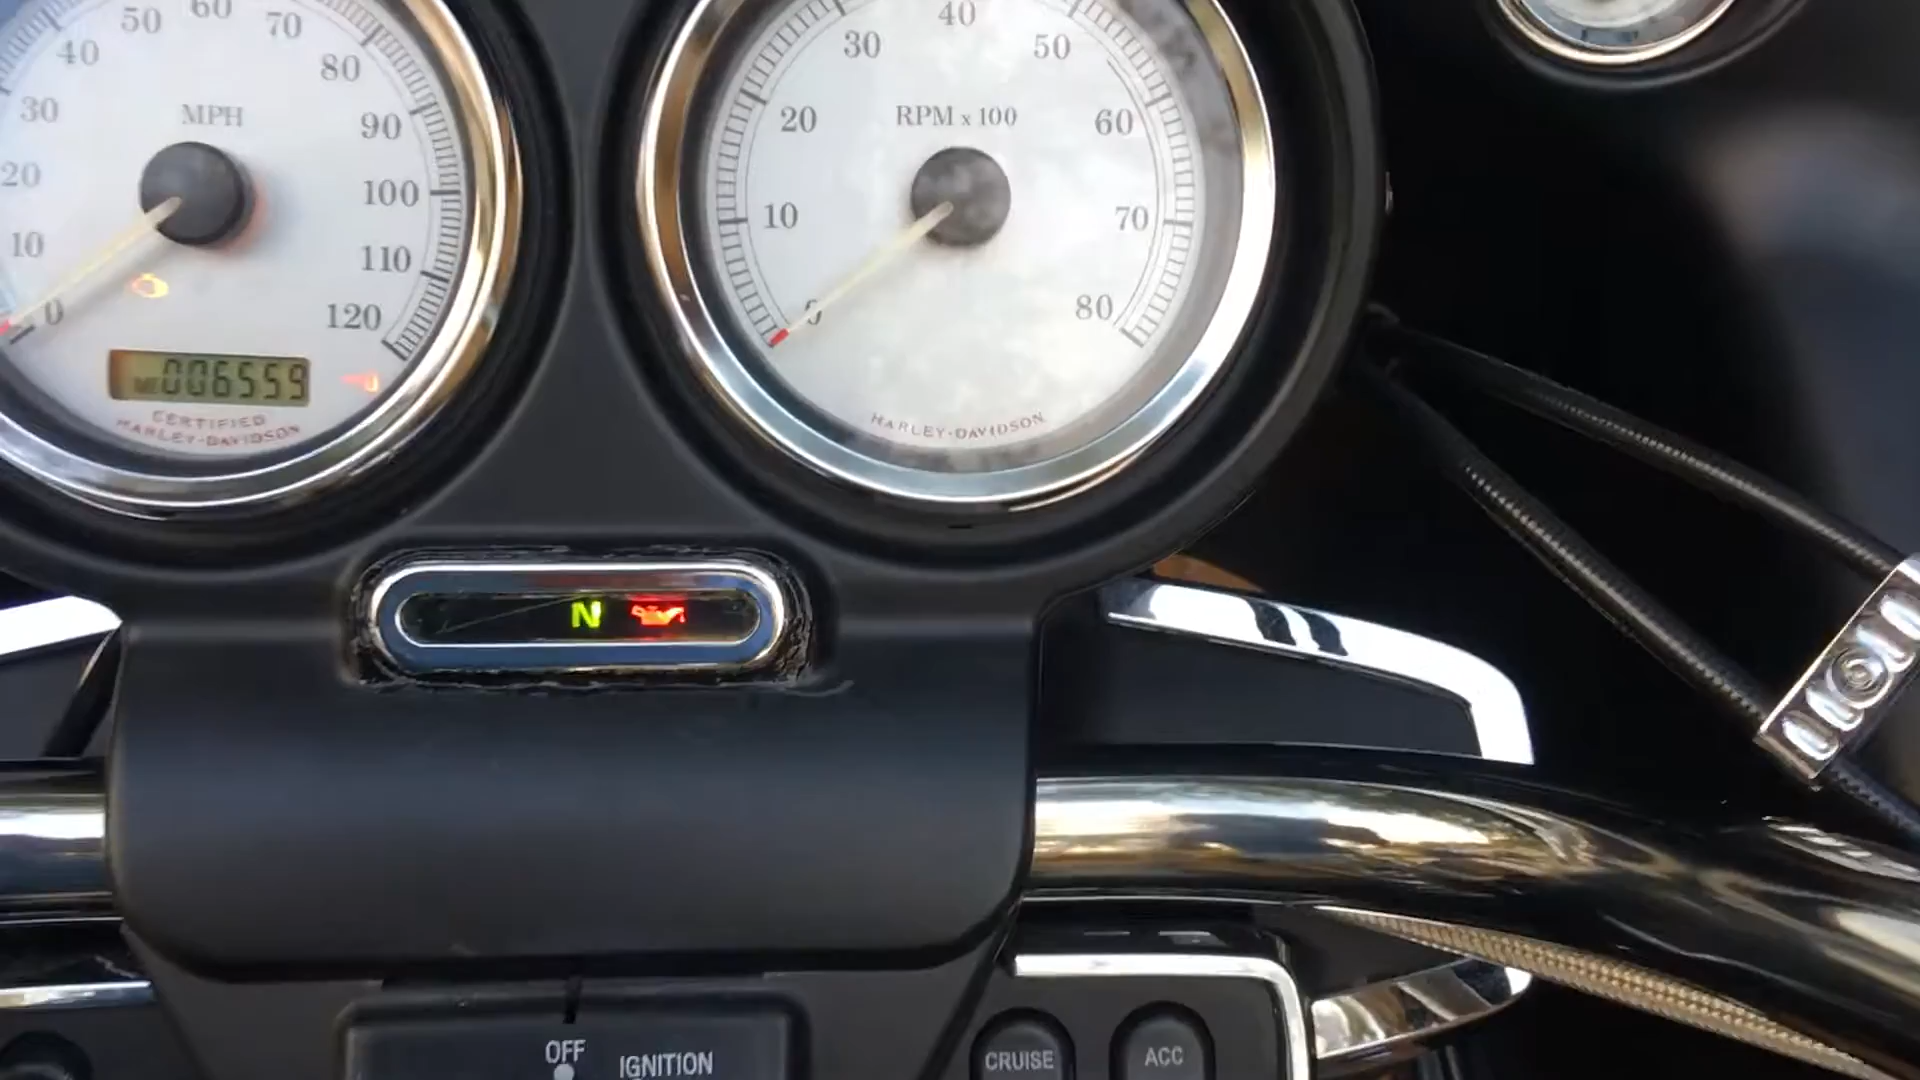 50
60
70
40
80
30
MPH
90
20
100
10
110
0
120
006559
CERTIFIED
HARLEY-DAVIDSON
40
30
50
20
RPM x 100
60
10
70
0
80
HARLEY-DAVIDSON
N
OFF
IGNITION
CRUISE
ACC